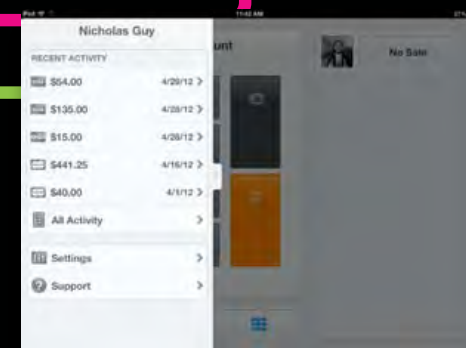 iPad
11:42 AM
37%
Nicholas Guy
RECENT ACTIVITY
$54.00 4/29/12
$135.00 4/28/12
$15.00 4/28/12
$441.25 4/16/12
$40.00 4/1/12
All Activity
Settings
Support
unt
No Sale